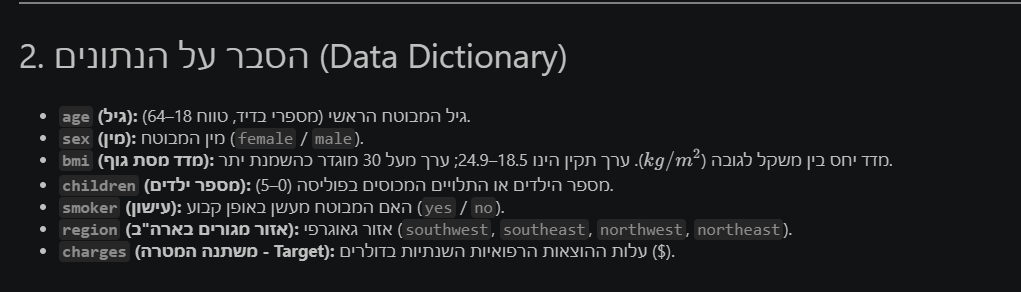 2. הסבר על הנתונים (Data Dictionary)
age (גיל): גיל המבוטח הראשי (מספרי בדיד, טווח 18–64).
sex (מין): מין המבוטח (female / male).
bmi (מדד מסת גוף): מדד יחס בין משקל לגובה (kg/m²). ערך תקין הינו 18.5–24.9; ערך מעל 30 מוגדר כהשמנת יתר.
children (מספר ילדים): מספר הילדים או התלויים המכוסים בפוליסה (0–5).
smoker (עישון): האם המבוטח מעשן באופן קבוע (yes / no).
region (אזור מגורים בארה"ב): אזור גאוגרפי (southwest, southeast, northwest, northeast).
charges (משתנה המטרה - Target): עלות ההוצאות הרפואיות השנתיות בדולרים ($).